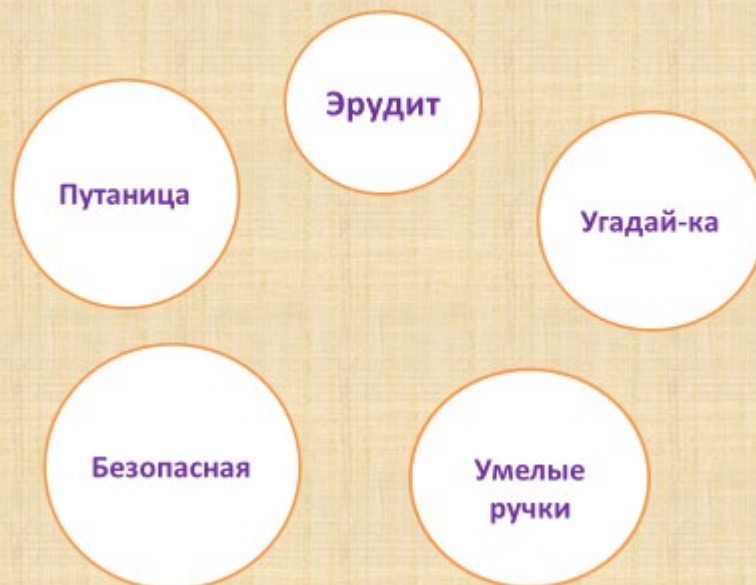 Эрудит
Путаница
Угадай-ка
Безопасная
Умелые
ручки